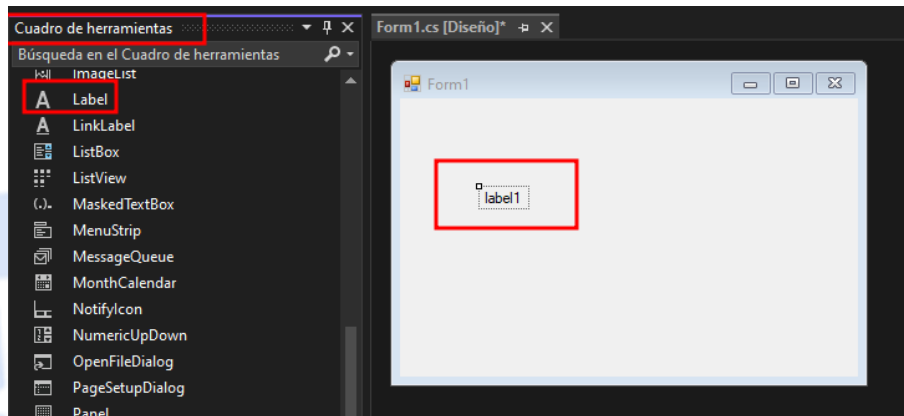 Cuadro de herramientas
Búsqueda en el Cuadro de herramientas
ImageList
Label
LinkLabel
ListBox
ListView
MaskedTextBox
MenuStrip
MessageQueue
MonthCalendar
NotifyIcon
NumericUpDown
OpenFileDialog
PageSetupDialog
Panel
Form1.cs [Diseño]*
Form1
label1